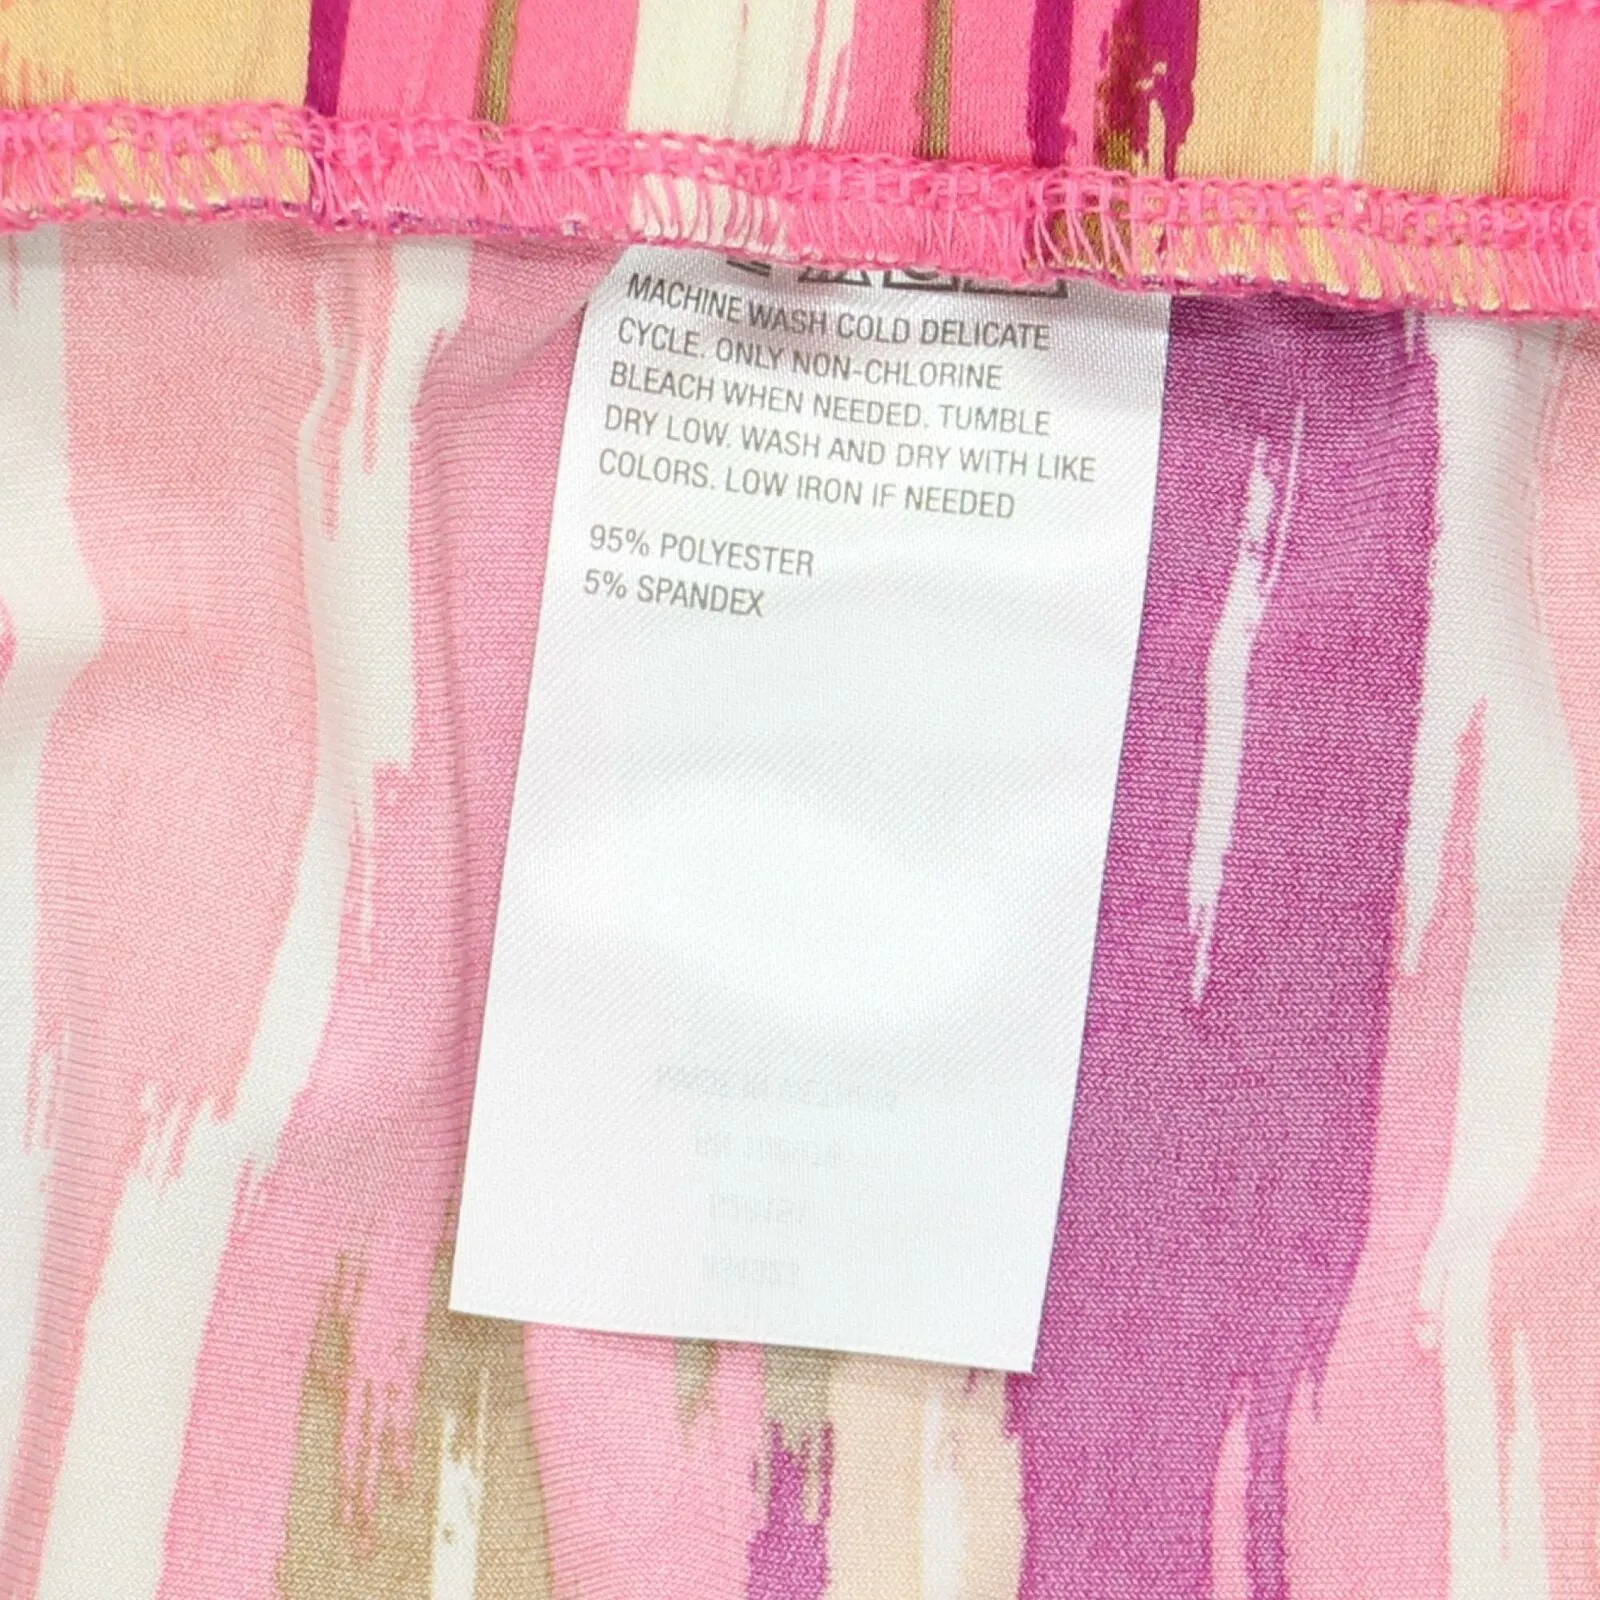 MACHINE WASH COLD DELICATE
CYCLE. ONLY NON-CHLORINE
BLEACH WHEN NEEDED. TUMBLE
DRY LOW. WASH AND DRY WITH LIKE
COLORS. LOW IRON IF NEEDED
95% POLYESTER
5% SPANDEX